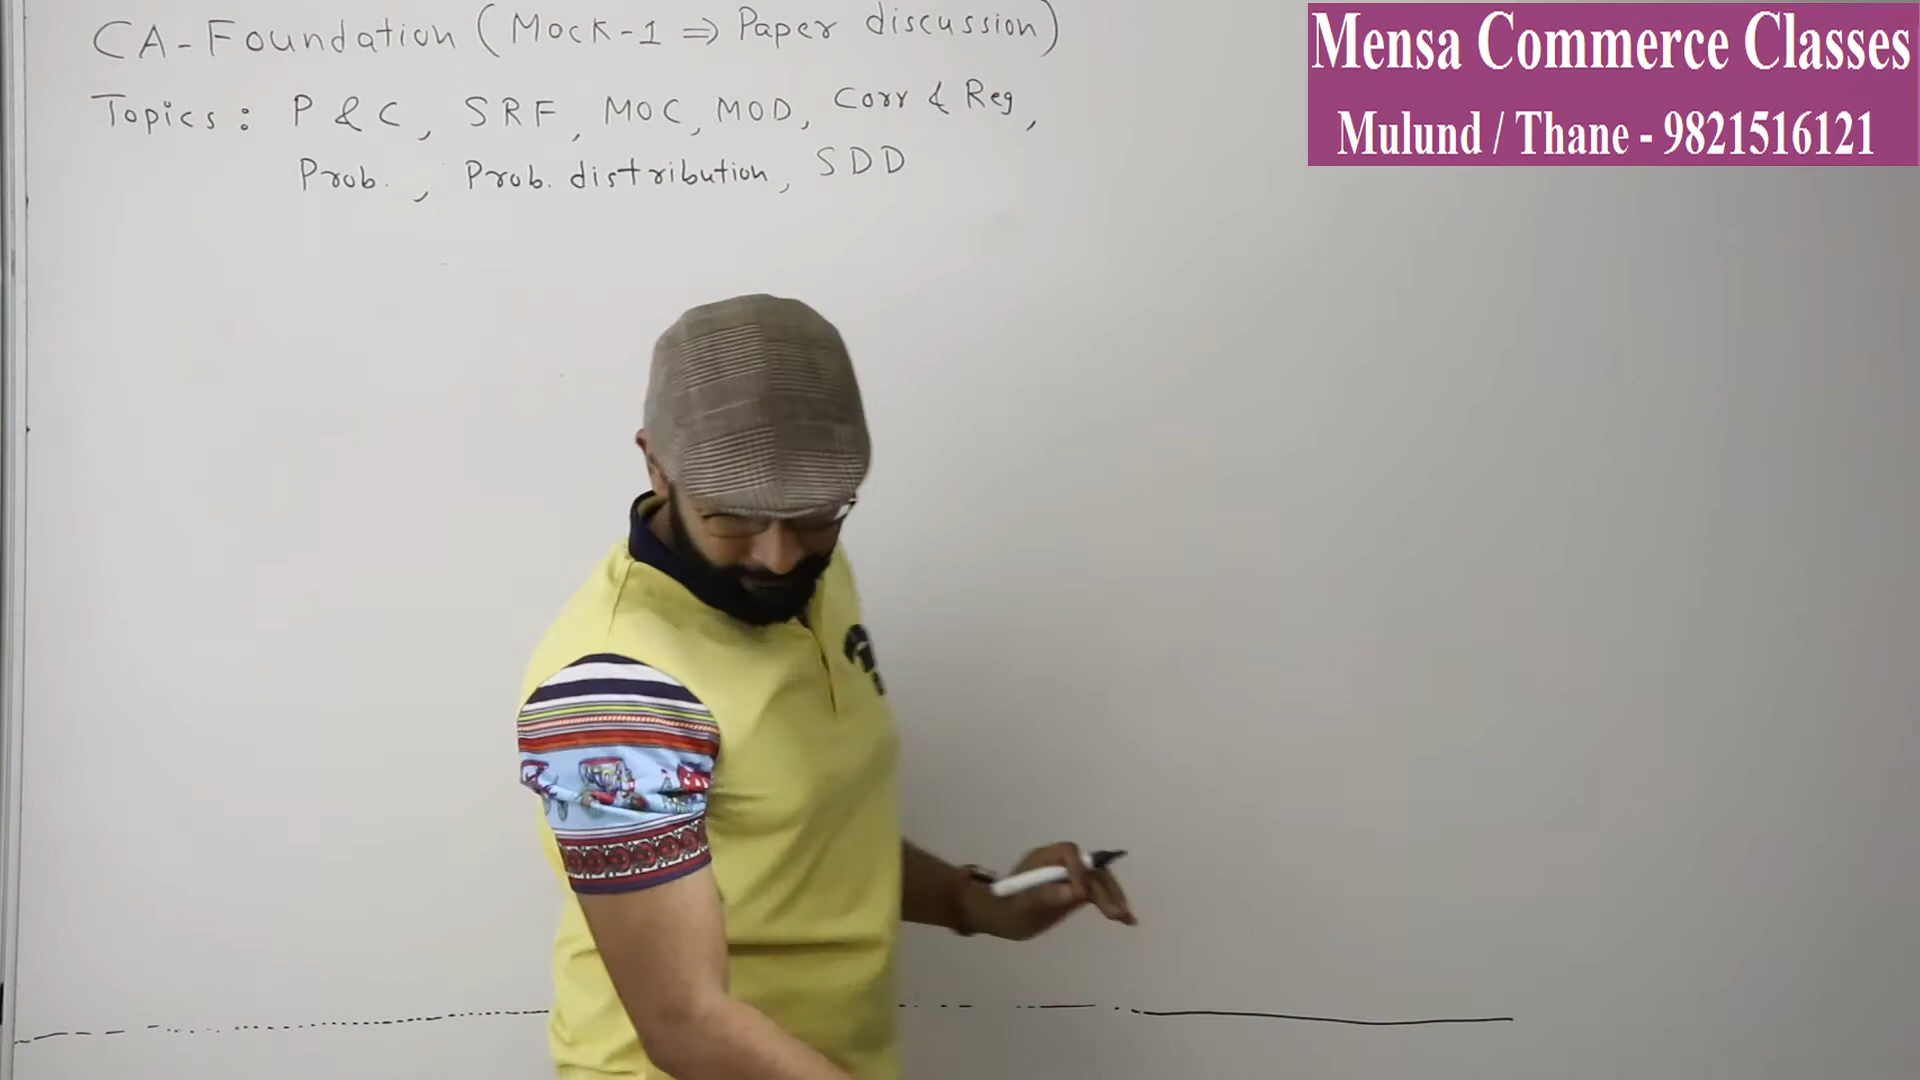 CA-Foundation (Mock-1 ⇒ Paper discussion)
Topics : P & C, SRF, MOC, MOD, Corr & Reg,
Prob., Prob. distribution, SDD
Mensa Commerce Classes
Mulund / Thane - 9821516121